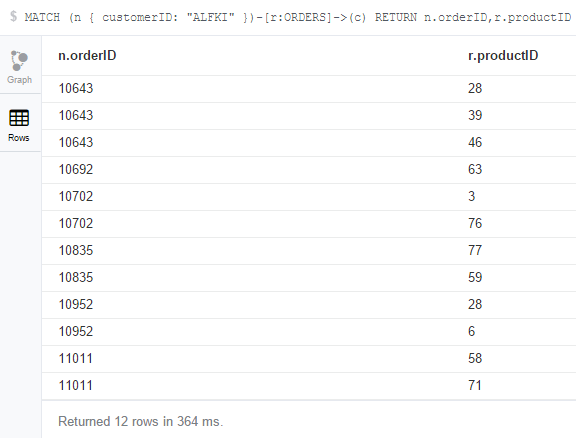 $ MATCH (n { customerID: "ALFKI" })-[r:ORDERS]->(c) RETURN n.orderID,r.productID
n.orderID r.productID
Graph
10643 28
10643 39
Rows
10643 46
10692 63
10702 3
10702 76
10835 77
10835 59
10952 28
10952 6
11011 58
11011 71
Returned 12 rows in 364 ms.